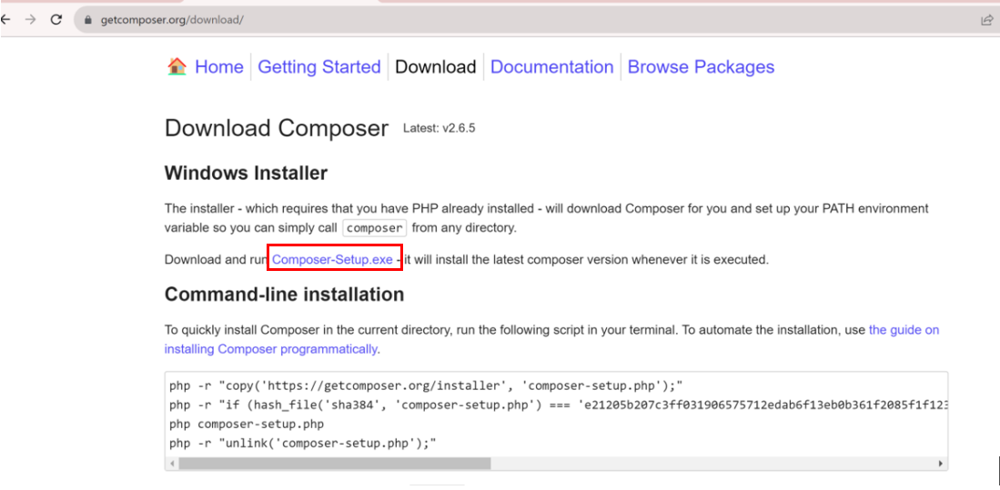 getcomposer.org/download/
Home Getting Started Download Documentation Browse Packages
Download Composer Latest: v2.6.5
Windows Installer
The installer - which requires that you have PHP already installed - will download Composer for you and set up your PATH environment
variable so you can simply call composer from any directory.
Download and run Composer-Setup.exe - it will install the latest composer version whenever it is executed.
Command-line installation
To quickly install Composer in the current directory, run the following script in your terminal. To automate the installation, use the guide on
installing Composer programmatically.
php -r "copy('https://getcomposer.org/installer', 'composer-setup.php');"
php -r "if (hash_file('sha384', 'composer-setup.php') === 'e21205b207c3ff031906575712edab6f13eb0b361f2085f1f123
php composer-setup.php
php -r "unlink('composer-setup.php');"